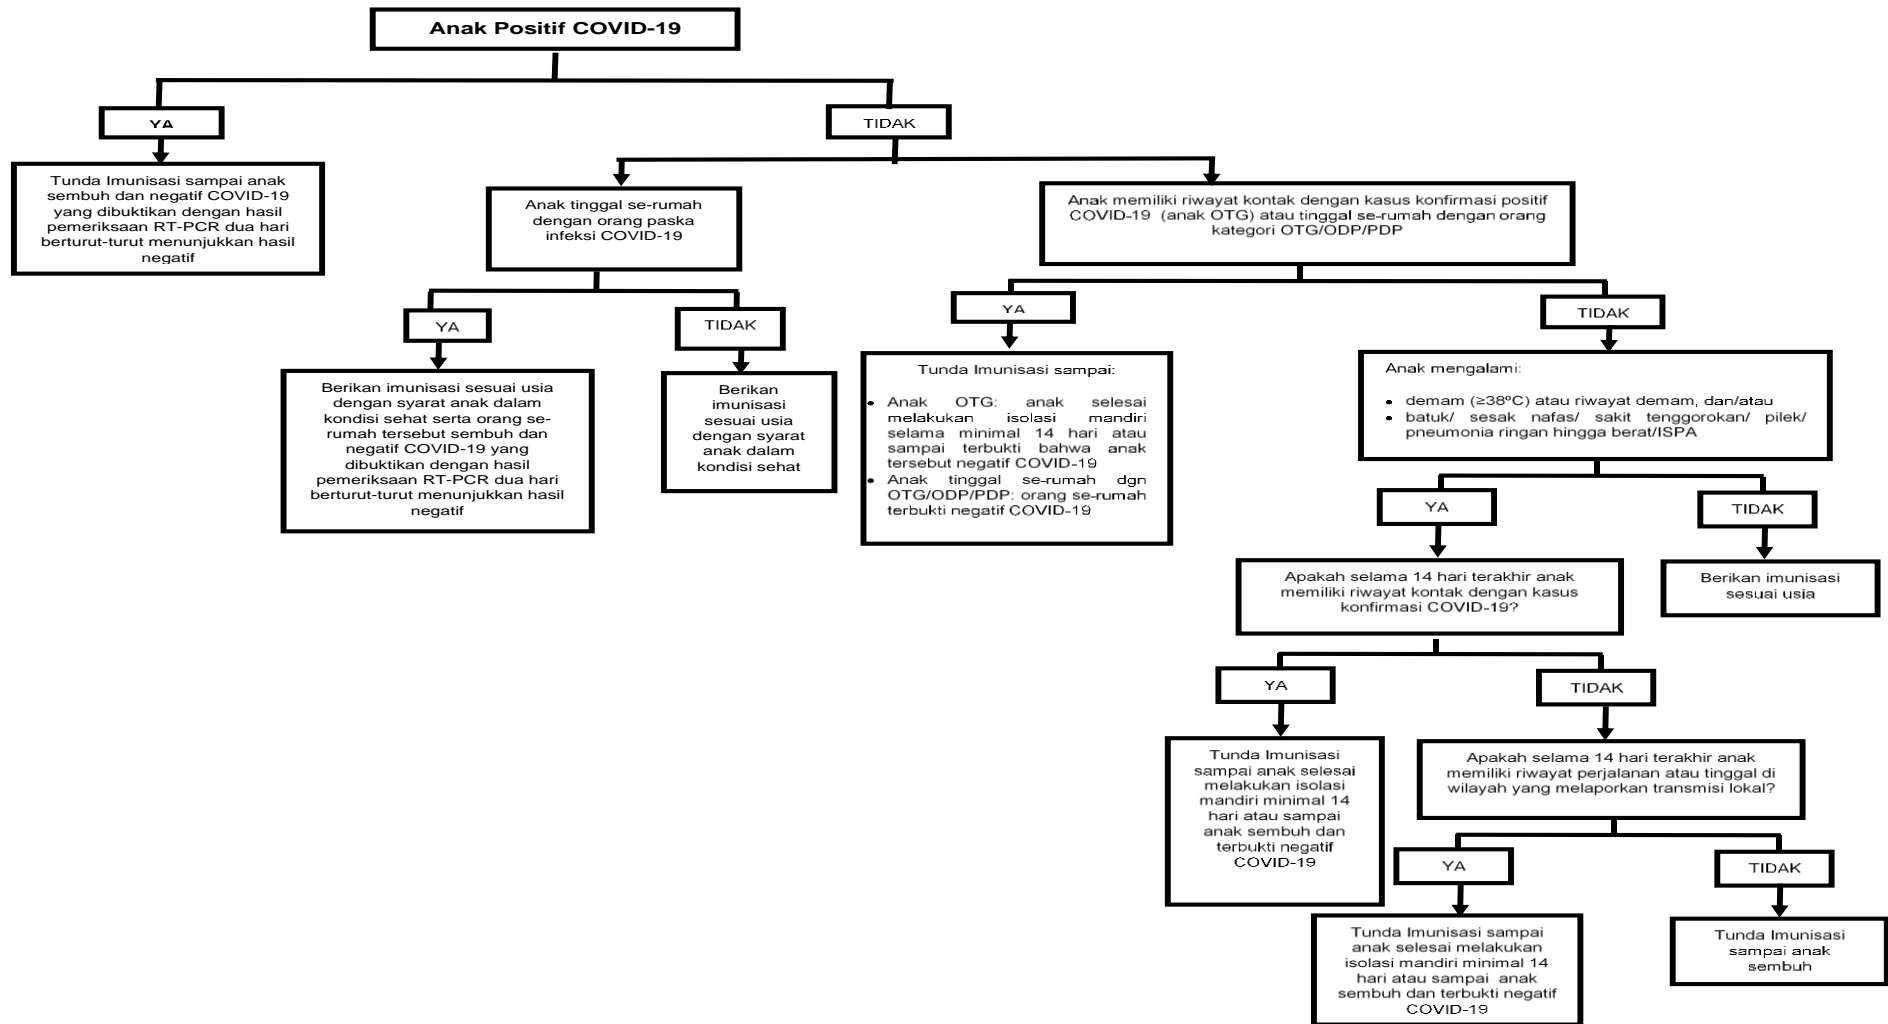 Anak Positif COVID-19
YA
TIDAK
Tunda Imunisasi sampai anak
sembuh dan negatif COVID-19
yang dibuktikan dengan hasil
pemeriksaan RT-PCR dua hari
berturut-turut menunjukkan hasil
negatif
Anak tinggal se-rumah
dengan orang paska
infeksi COVID-19
Anak memiliki riwayat kontak dengan kasus konfirmasi positif
COVID-19 (anak OTG) atau tinggal se-rumah dengan orang
kategori OTG/ODP/PDP
YA
TIDAK
YA
TIDAK
Berikan imunisasi sesuai usia
dengan syarat anak dalam
kondisi sehat serta orang se-
rumah tersebut sembuh dan
negatif COVID-19 yang
dibuktikan dengan hasil
pemeriksaan RT-PCR dua hari
berturut-turut menunjukkan hasil
negatif
Berikan
imunisasi
sesuai usia
dengan syarat
anak dalam
kondisi sehat
Tunda Imunisasi sampai:
• Anak OTG: anak selesai
melakukan isolasi mandiri
selama minimal 14 hari atau
sampai terbukti bahwa anak
tersebut negatif COVID-19
• Anak tinggal se-rumah dgn
OTG/ODP/PDP: orang se-rumah
terbukti negatif COVID-19
Anak mengalami:
• demam (≥38ºC) atau riwayat demam, dan/atau
• batuk/ sesak nafas/ sakit tenggorokan/ pilek/
pneumonia ringan hingga berat/ISPA
YA
TIDAK
Apakah selama 14 hari terakhir anak
memiliki riwayat kontak dengan kasus
konfirmasi COVID-19?
Berikan imunisasi
sesuai usia
YA
TIDAK
Tunda Imunisasi
sampai anak selesai
melakukan isolasi
mandiri minimal 14
hari atau sampai
anak sembuh dan
terbukti negatif
COVID-19
Apakah selama 14 hari terakhir anak
memiliki riwayat perjalanan atau tinggal di
wilayah yang melaporkan transmisi lokal?
YA
TIDAK
Tunda Imunisasi sampai
anak selesai melakukan
isolasi mandiri minimal 14
hari atau sampai anak
sembuh dan terbukti negatif
COVID-19
Tunda Imunisasi
sampai anak
sembuh